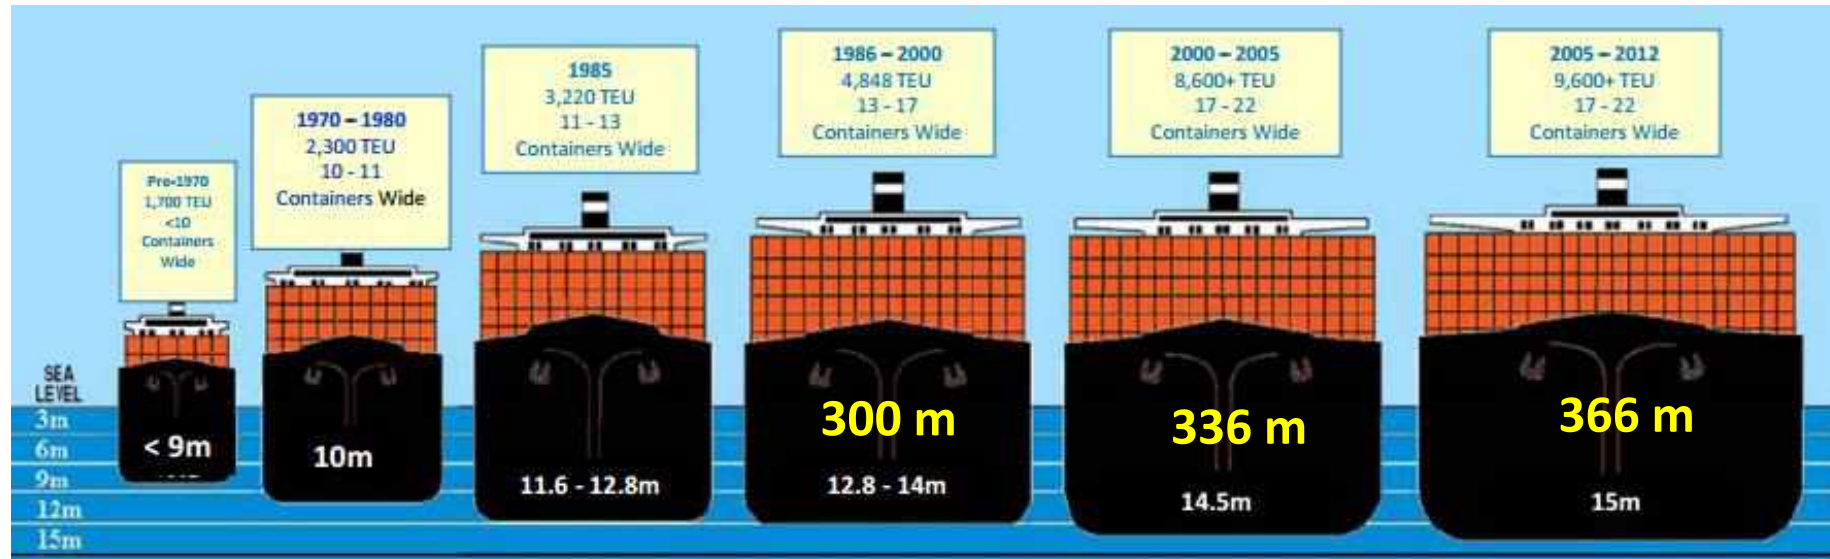 Pre-1970
1,700 TEU
<10
Containers
Wide
1970 – 1980
2,300 TEU
10 - 11
Containers Wide
1985
3,220 TEU
11 - 13
Containers Wide
1986 – 2000
4,848 TEU
13 - 17
Containers Wide
2000 – 2005
8,600+ TEU
17 - 22
Containers Wide
2005 – 2012
9,600+ TEU
17 - 22
Containers Wide
SEA
LEVEL
3m
6m
9m
12m
15m
< 9m
10m
11.6 - 12.8m
300 m
12.8 - 14m
336 m
14.5m
366 m
15m